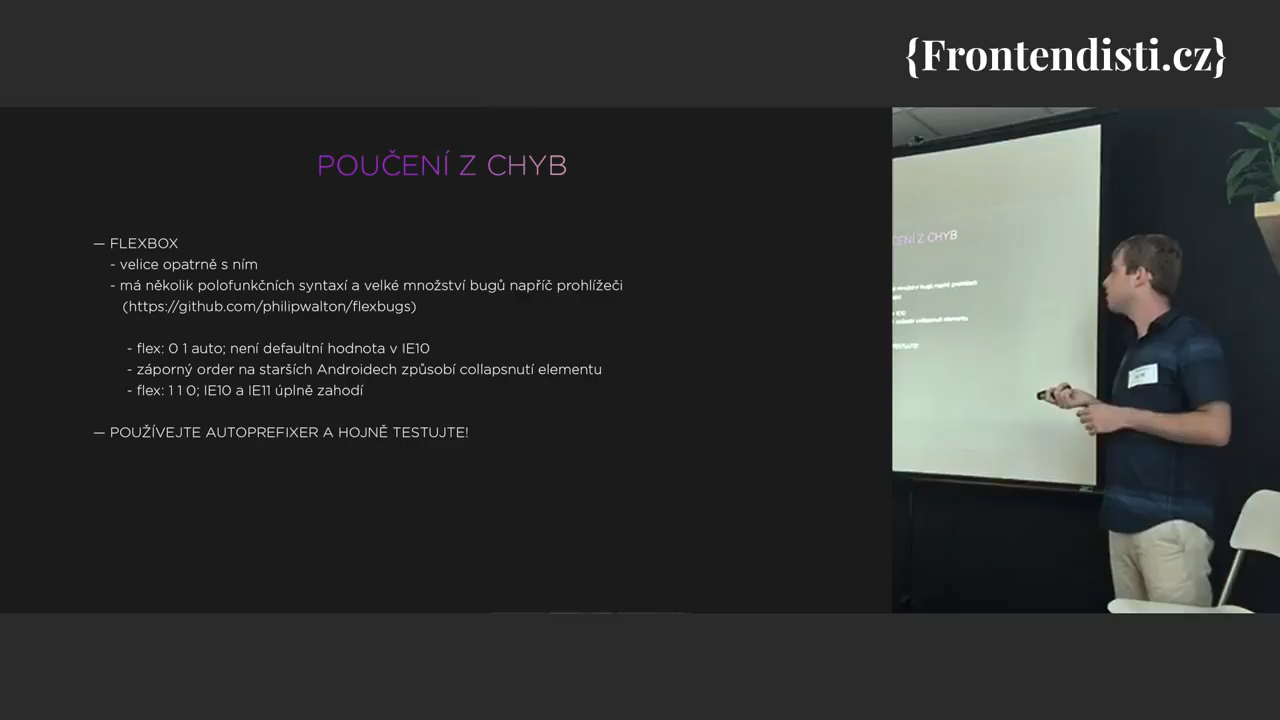 {Frontendisti.cz}
POUČENÍ Z CHYB
— FLEXBOX
- velice opatrně s ním
- má několik polofunkčních syntaxí a velké množství bugů napříč prohlížeči
(https://github.com/philipwalton/flexbugs)
- flex: 0 1 auto; není defaultní hodnota v IE10
- záporný order na starších Androidech způsobí collapsnutí elementu
- flex: 1 1 0; IE10 a IE11 úplně zahodí
— POUŽÍVEJTE AUTOPREFIXER A HOJNĚ TESTUJTE!
ENÍ Z CHYB